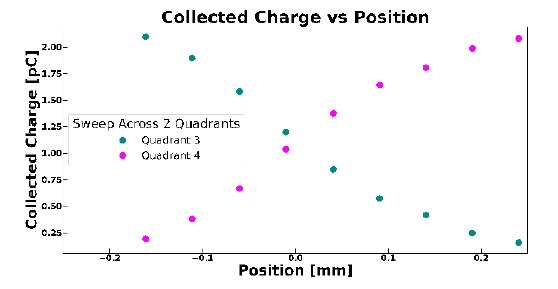 Collected Charge vs Position
Collected Charge [pC]
2.00
1.75
1.50
1.25
1.00
0.75
0.50
0.25
Sweep Across 2 Quadrants
Quadrant 3
Quadrant 4
−0.2 −0.1 0.0 0.1 0.2
Position [mm]